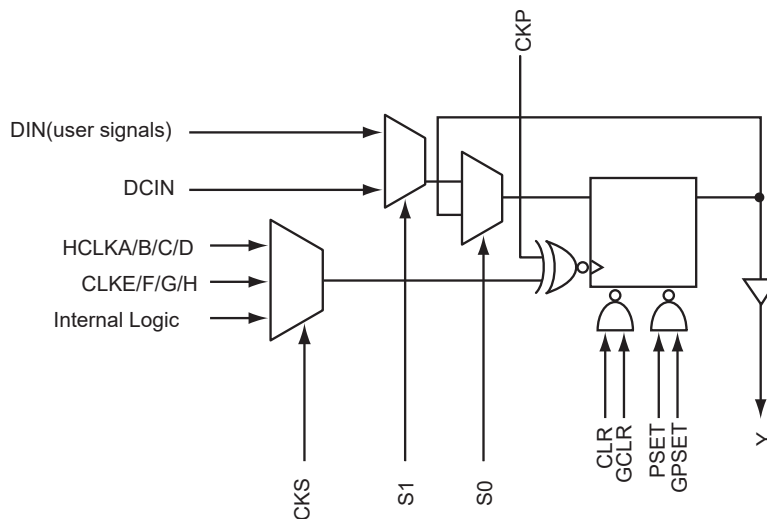 CKP
DIN(user signals)
DCIN
HCLKA/B/C/D
CLKE/F/G/H
Internal Logic
CKS
S1
S0
CLR
GCLR
PSET
GPSET
Y